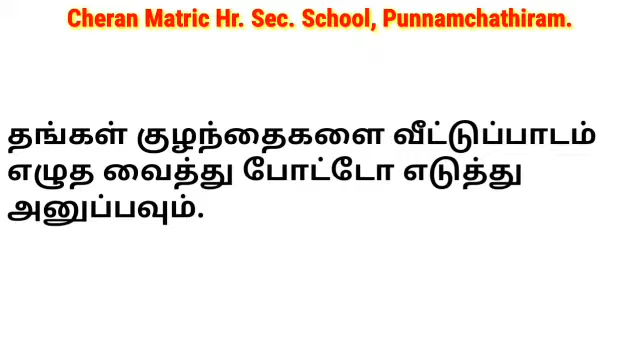 Cheran Matric Hr. Sec. School, Punnamchathiram.
தங்கள் குழந்தைகளை வீட்டுப்பாடம்
எழுத வைத்து போட்டோ எடுத்து
அனுப்பவும்.